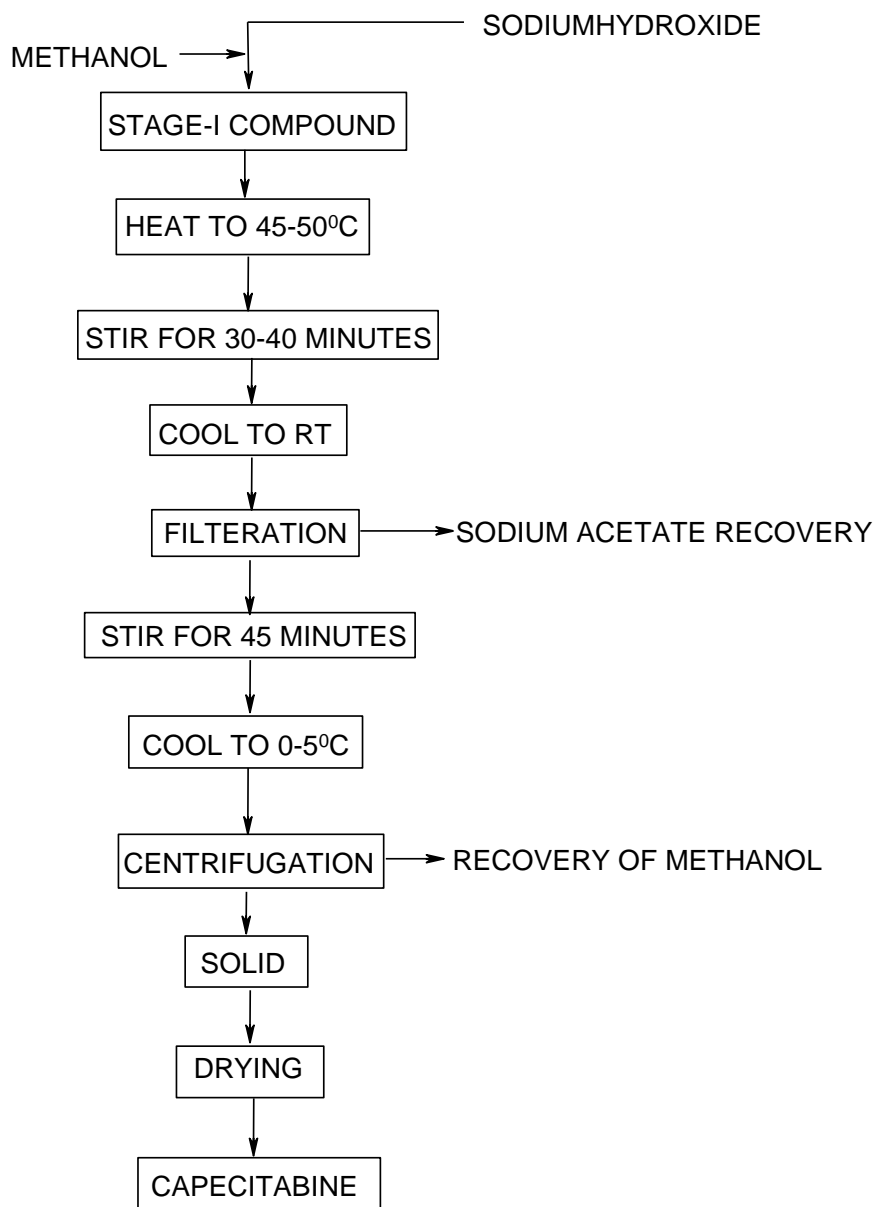 SODIUMHYDROXIDE
METHANOL
STAGE-I COMPOUND
HEAT TO 45-50⁰C
STIR FOR 30-40 MINUTES
COOL TO RT
FILTERATION
SODIUM ACETATE RECOVERY
STIR FOR 45 MINUTES
COOL TO 0-5⁰C
CENTRIFUGATION
RECOVERY OF METHANOL
SOLID
DRYING
CAPECITABINE